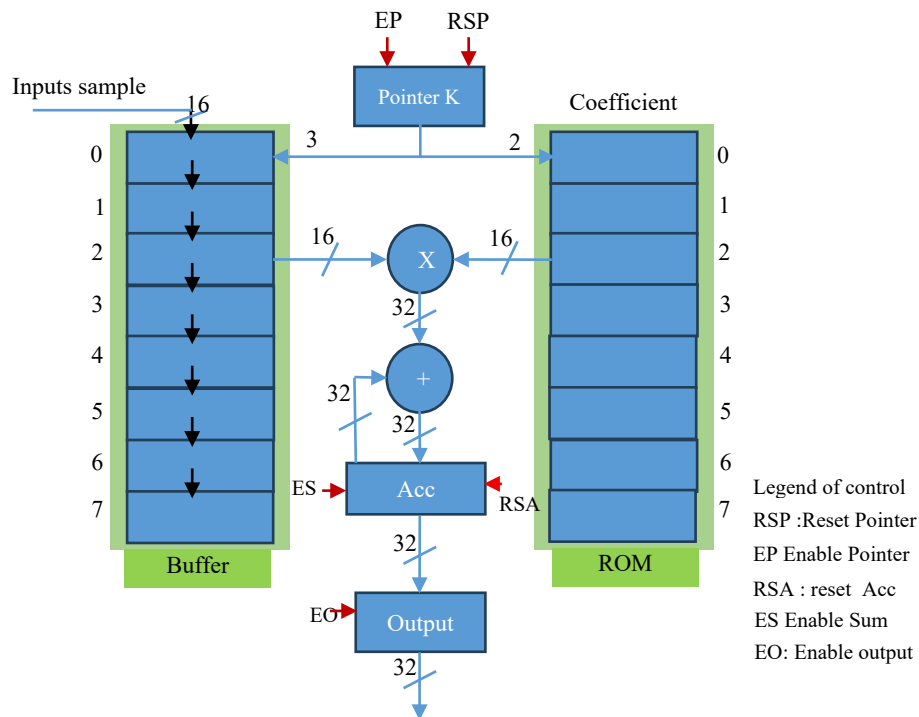 EP
RSP
Inputs sample
16
Pointer K
Coefficient
3
2
0
0
1
1
2
16
X
16
2
3
32
3
4
+
4
32
32
5
5
6
6
ES
Acc
RSA
7
7
32
Buffer
ROM
EO
Output
32
Legend of control
RSP :Reset Pointer
EP Enable Pointer
RSA : reset Acc
ES Enable Sum
EO: Enable output